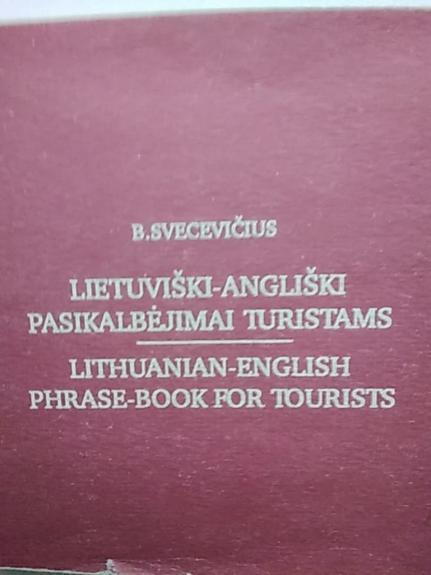 B.SVECEVIČIUS
LIETUVIŠKI-ANGLIŠKI
PASIKALBĖJIMAI TURISTAMS
LITHUANIAN-ENGLISH
PHRASE-BOOK FOR TOURISTS